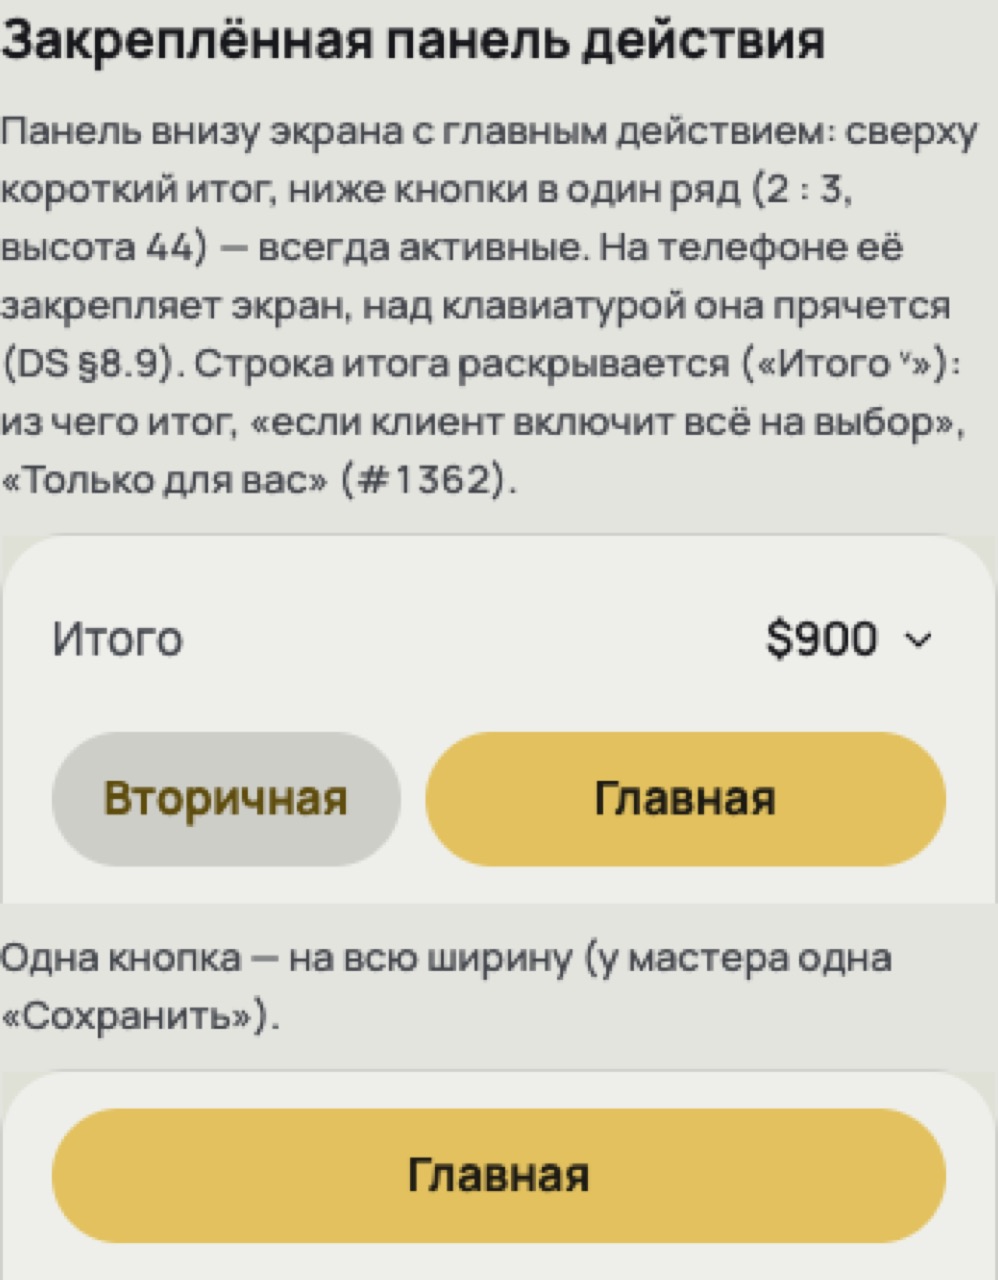 Закреплённая панель действия
Панель внизу экрана с главным действием: сверху
короткий итог, ниже кнопки в один ряд (2 : 3,
высота 44) — всегда активные. На телефоне её
закрепляет экран, над клавиатурой она прячется
(DS §8.9). Строка итога раскрывается («Итого ˅»):
из чего итог, «если клиент включит всё на выбор»,
«Только для вас» (#1362).
Итого $900
Вторичная Главная
Одна кнопка — на всю ширину (у мастера одна
«Сохранить»).
Главная